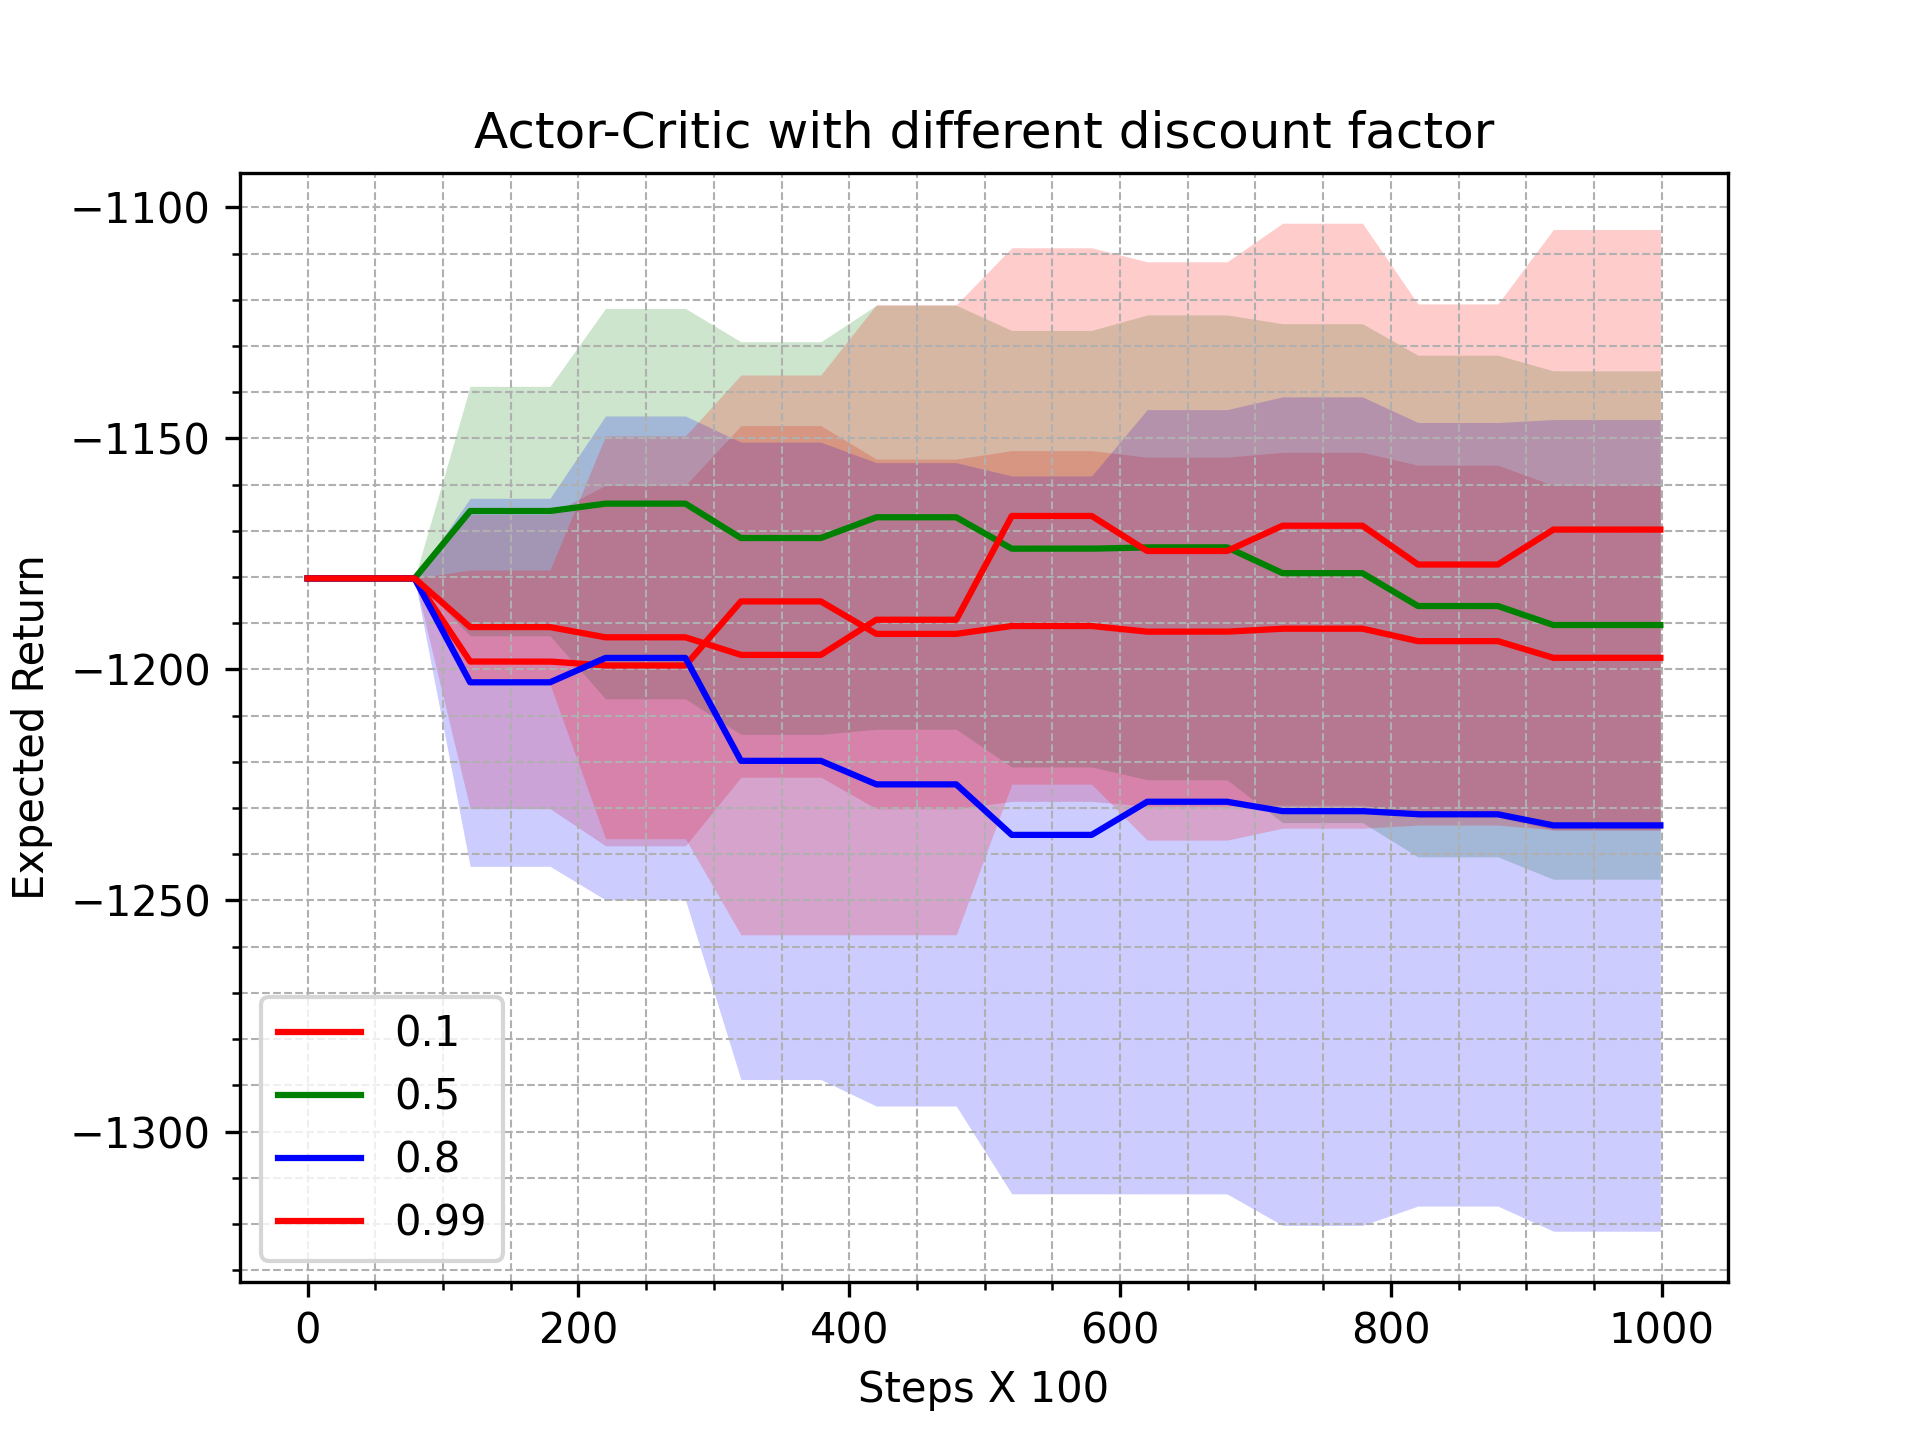 Actor-Critic with different discount factor
Expected Return
−1100
−1150
−1200
−1250
−1300
0.1
0.5
0.8
0.99
0 200 400 600 800 1000
Steps X 100